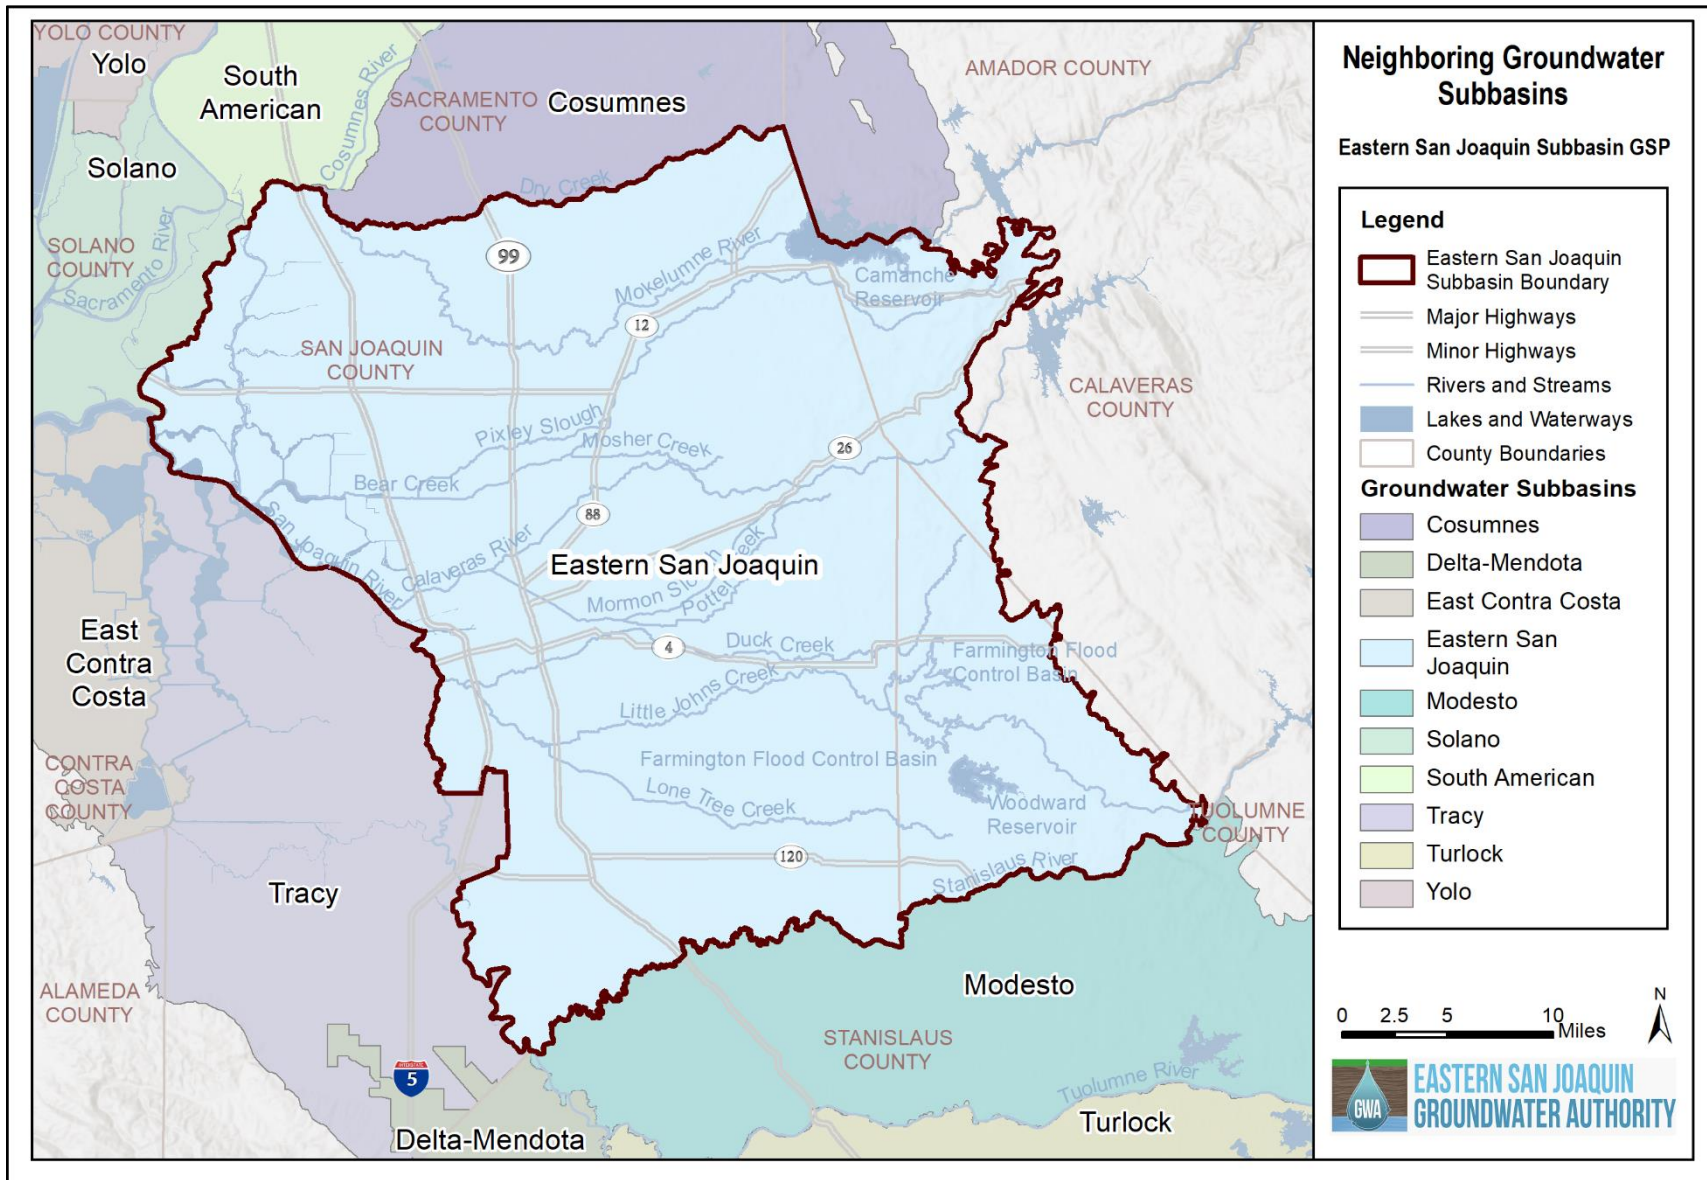 YOLO COUNTY
Yolo
South
American
Cosumnes River
SACRAMENTO
COUNTY
Cosumnes
AMADOR COUNTY
Solano
Dry Creek
SOLANO
COUNTY
Sacramento River
99
Mokelumne River
Camanche
Reservoir
12
SAN JOAQUIN
COUNTY
CALAVERAS
COUNTY
Pixley Slough
Mosher Creek
26
Bear Creek
88
San Joaquin River
Calaveras River
Eastern San Joaquin
Mormon Slough
Potter Creek
East
Contra
Costa
4
Duck Creek
Farmington Flood
Control Basin
Little Johns Creek
Farmington Flood Control Basin
CONTRA
COSTA
COUNTY
Lone Tree Creek
Woodward
Reservoir
TUOLUMNE
COUNTY
120
Stanislaus River
Tracy
Modesto
ALAMEDA
COUNTY
STANISLAUS
COUNTY
INTERSTATE
5
Tuolumne River
Delta-Mendota
Turlock
Neighboring Groundwater
Subbasins
Eastern San Joaquin Subbasin GSP
Legend
Eastern San Joaquin
Subbasin Boundary
Major Highways
Minor Highways
Rivers and Streams
Lakes and Waterways
County Boundaries
Groundwater Subbasins
Cosumnes
Delta-Mendota
East Contra Costa
Eastern San
Joaquin
Modesto
Solano
South American
Tracy
Turlock
Yolo
N
0 2.5 5 10
Miles
GWA
EASTERN SAN JOAQUIN
GROUNDWATER AUTHORITY